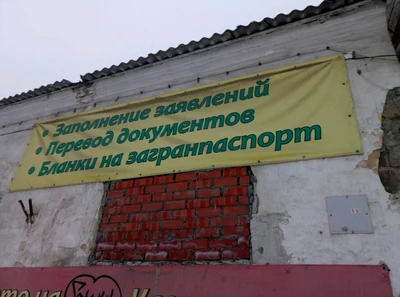 • Заполнение заявлений
• Перевод документов
• Бланки на загранпаспорт